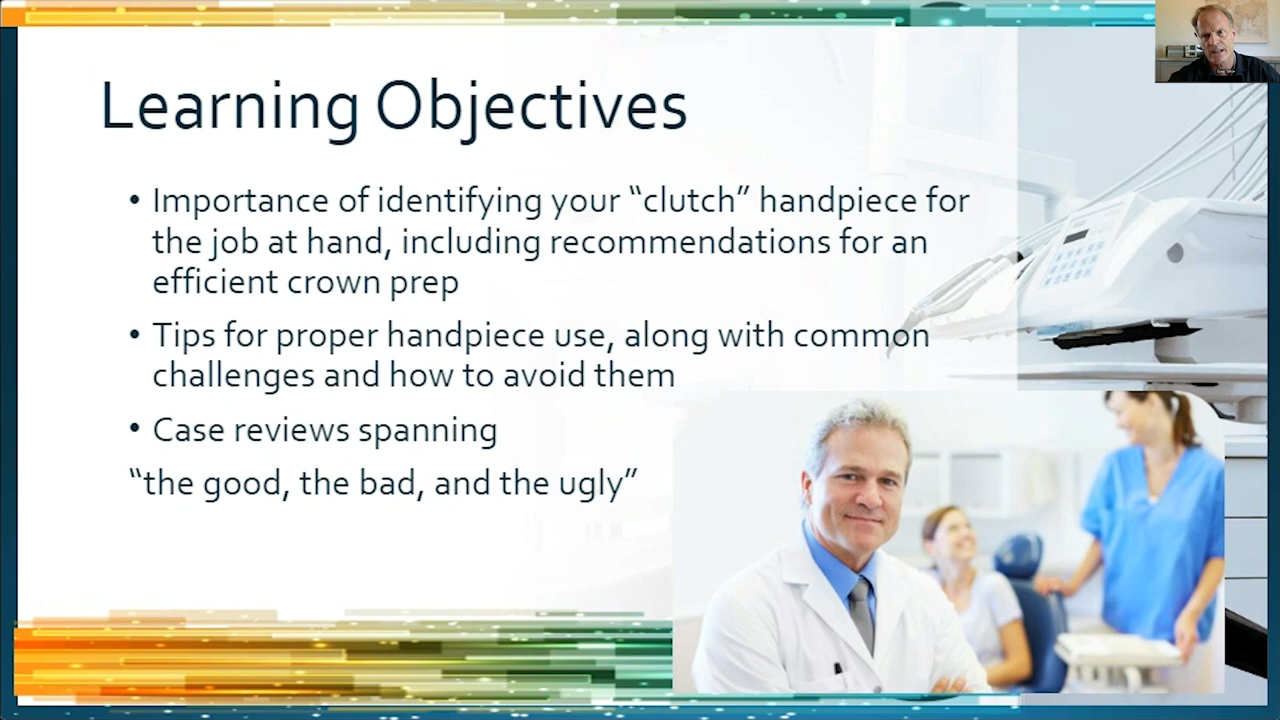 Learning Objectives
• Importance of identifying your “clutch” handpiece for
the job at hand, including recommendations for an
efficient crown prep
• Tips for proper handpiece use, along with common
challenges and how to avoid them
• Case reviews spanning
“the good, the bad, and the ugly”